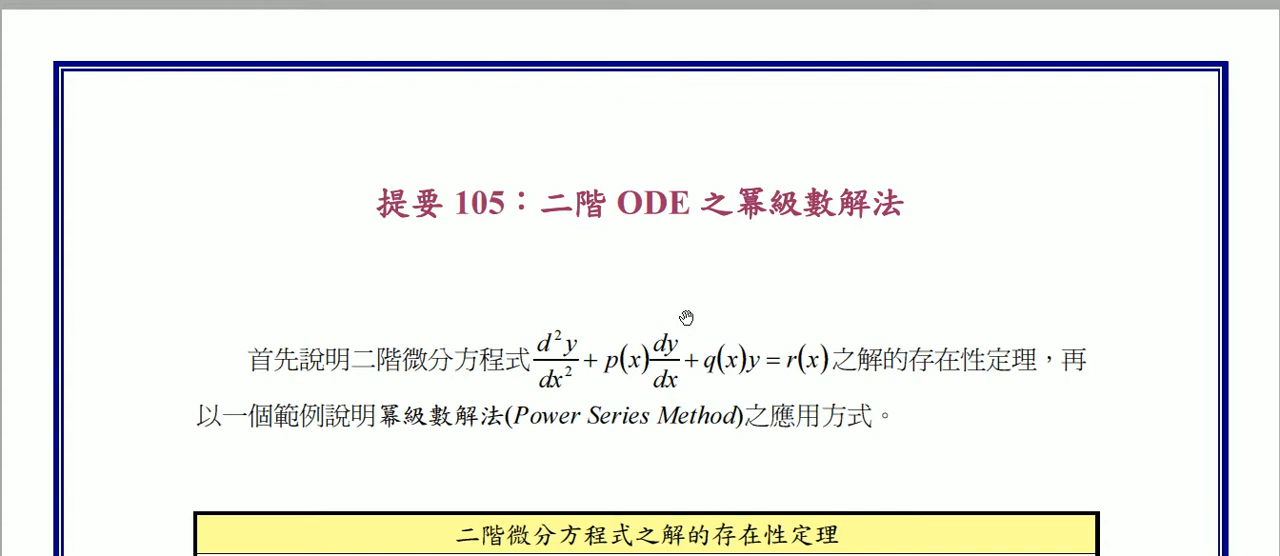 提要 105：二階 ODE 之冪級數解法
首先說明二階微分方程式 d²y/dx² + p(x) dy/dx + q(x)y = r(x) 之解的存在性定理，再
以一個範例說明冪級數解法(Power Series Method)之應用方式。
二階微分方程式之解的存在性定理